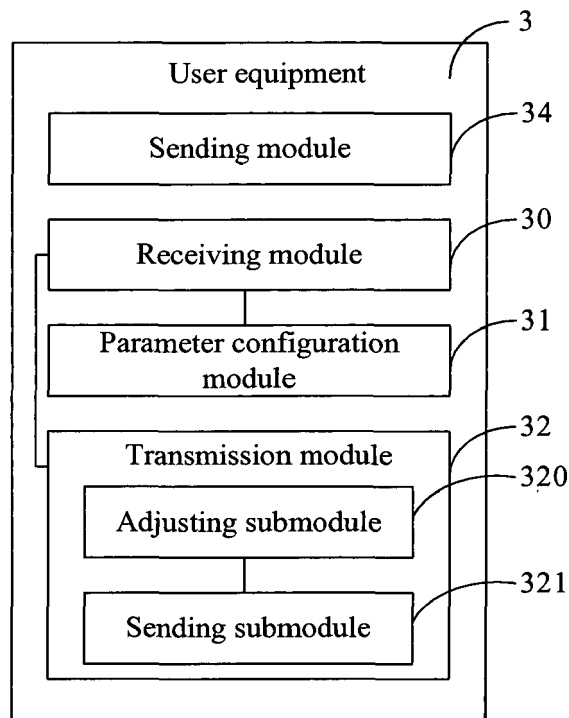 3
User equipment
34
Sending module
30
Receiving module
31
Parameter configuration
module
32
Transmission module
320
Adjusting submodule
321
Sending submodule